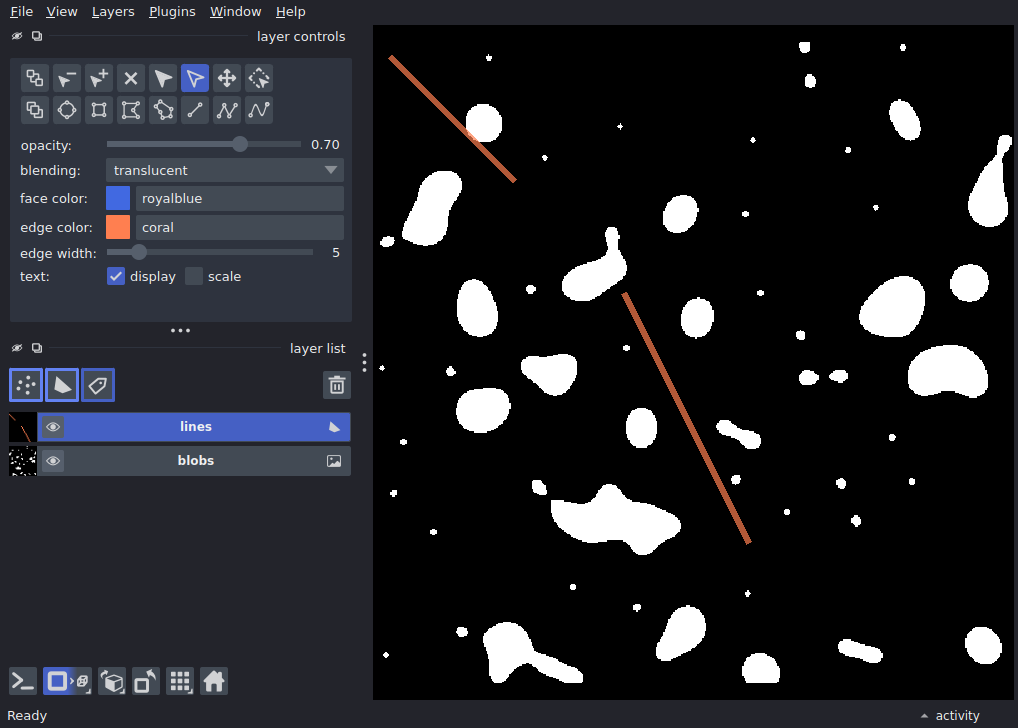 File View Layers Plugins Window Help
layer controls
opacity: 0.70
blending: translucent
face color: royalblue
edge color: coral
edge width: 5
text: display scale
layer list
lines
blobs
Ready activity